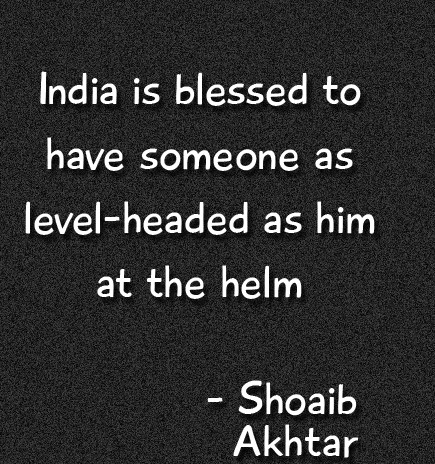 India is blessed to
have someone as
level-headed as him
at the helm
- Shoaib
Akhtar